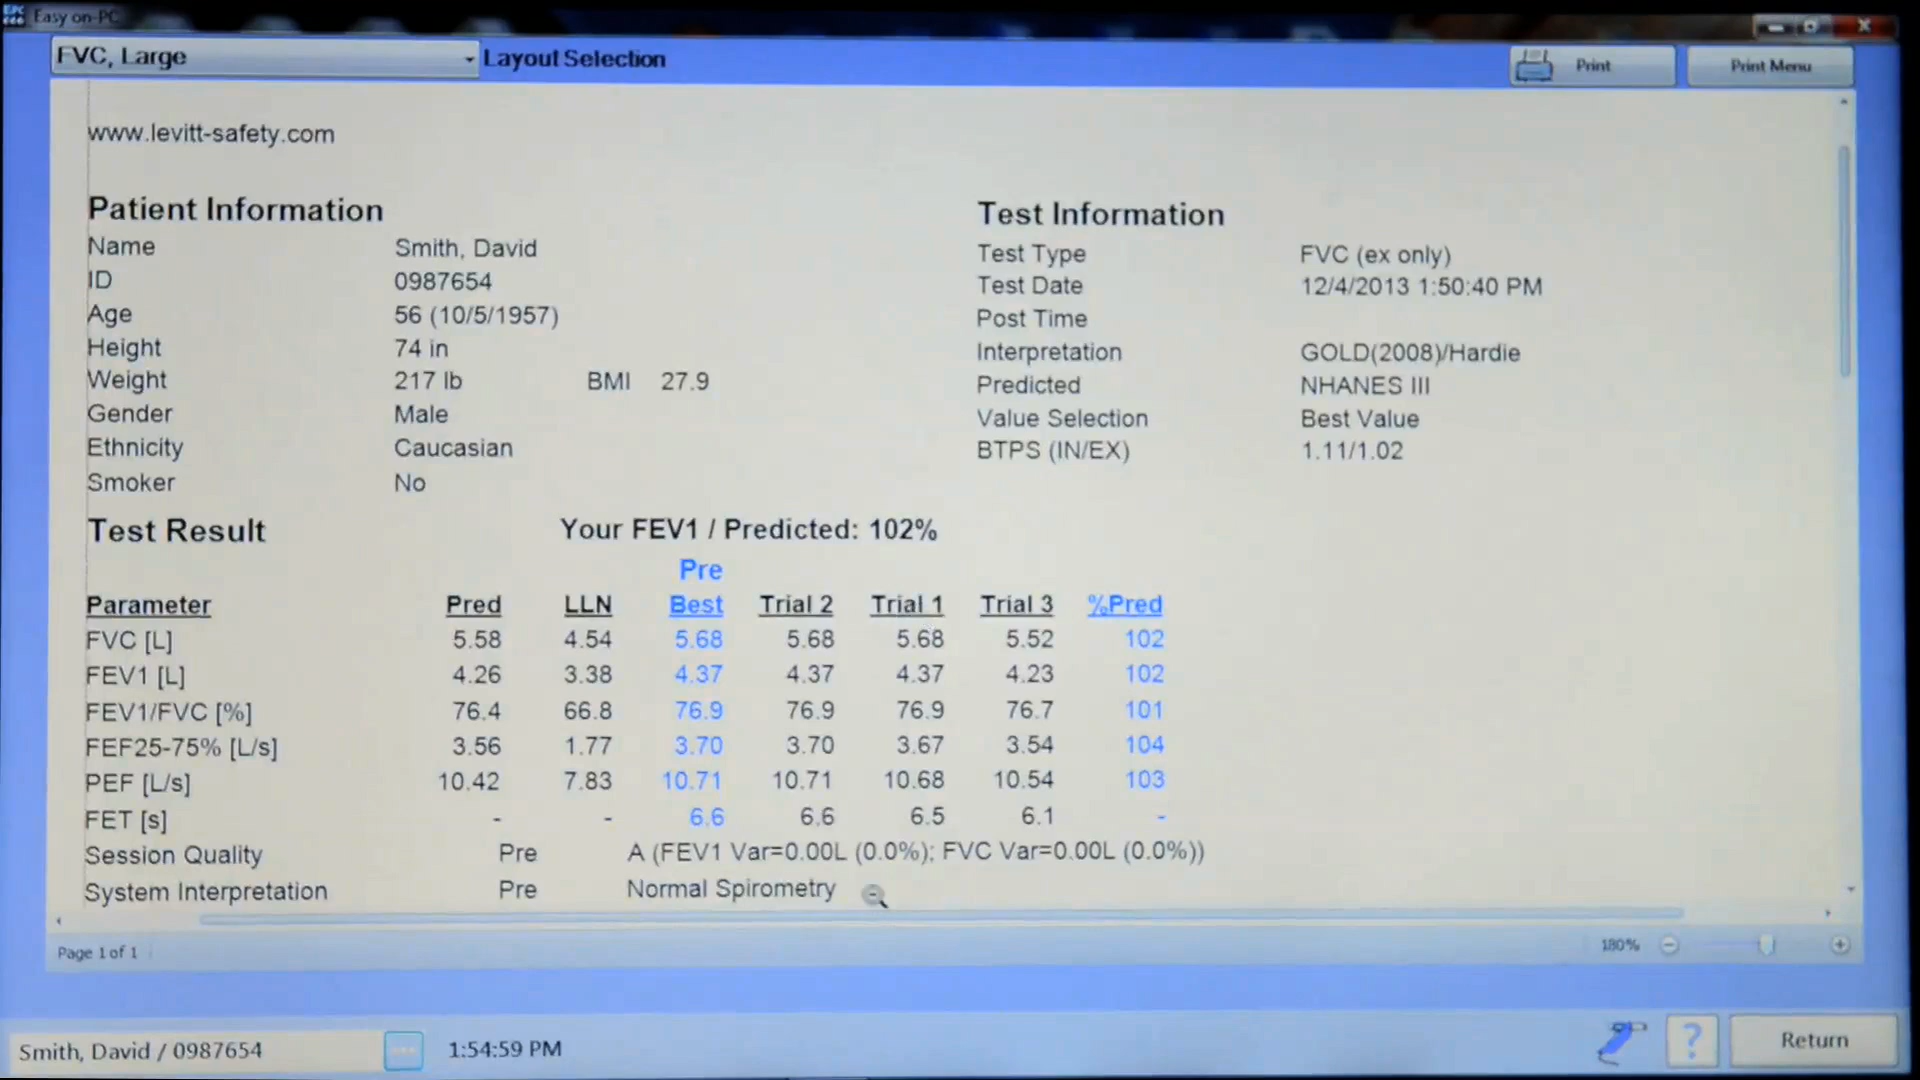 Easy on-PC
FVC, Large
Layout Selection
Print
Print Menu
www.levitt-safety.com
Patient Information
Name Smith, David
ID 0987654
Age 56 (10/5/1957)
Height 74 in
Weight 217 lb BMI 27.9
Gender Male
Ethnicity Caucasian
Smoker No
Test Information
Test Type FVC (ex only)
Test Date 12/4/2013 1:50:40 PM
Post Time
Interpretation GOLD(2008)/Hardie
Predicted NHANES III
Value Selection Best Value
BTPS (IN/EX) 1.11/1.02
Test Result Your FEV1 / Predicted: 102%
Pre
Parameter Pred LLN Best Trial 2 Trial 1 Trial 3 %Pred
FVC [L] 5.58 4.54 5.68 5.68 5.68 5.52 102
FEV1 [L] 4.26 3.38 4.37 4.37 4.37 4.23 102
FEV1/FVC [%] 76.4 66.8 76.9 76.9 76.9 76.7 101
FEF25-75% [L/s] 3.56 1.77 3.70 3.70 3.67 3.54 104
PEF [L/s] 10.42 7.83 10.71 10.71 10.68 10.54 103
FET [s] - - 6.6 6.6 6.5 6.1 -
Session Quality Pre A (FEV1 Var=0.00L (0.0%); FVC Var=0.00L (0.0%))
System Interpretation Pre Normal Spirometry
Page 1 of 1
180%
Smith, David / 0987654
...
1:54:59 PM
?
Return